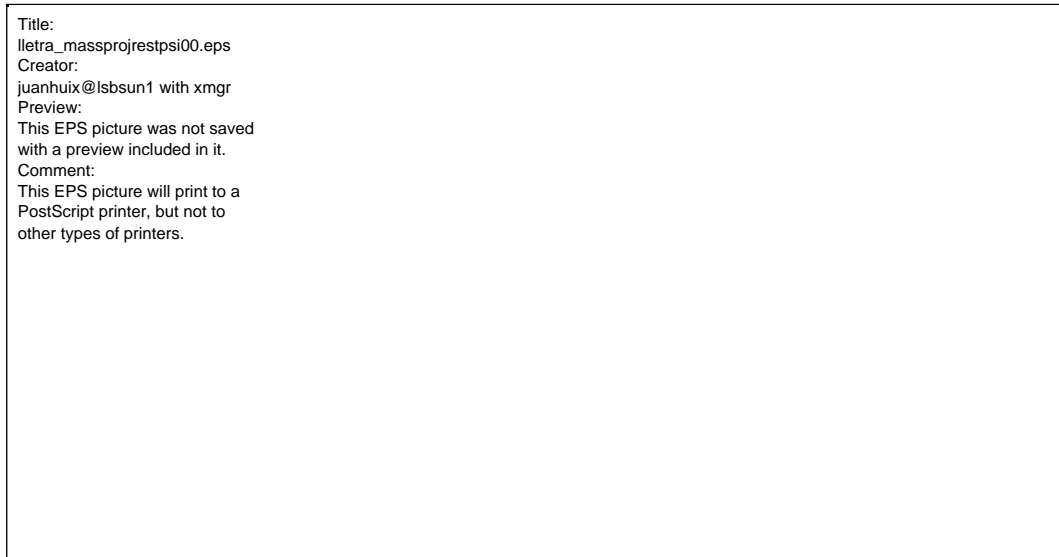 Title:
lletra_massprojrestpsi00.eps
Creator:
juanhuix@lsbsun1 with xmgr
Preview:
This EPS picture was not saved
with a preview included in it.
Comment:
This EPS picture will print to a
PostScript printer, but not to
other types of printers.